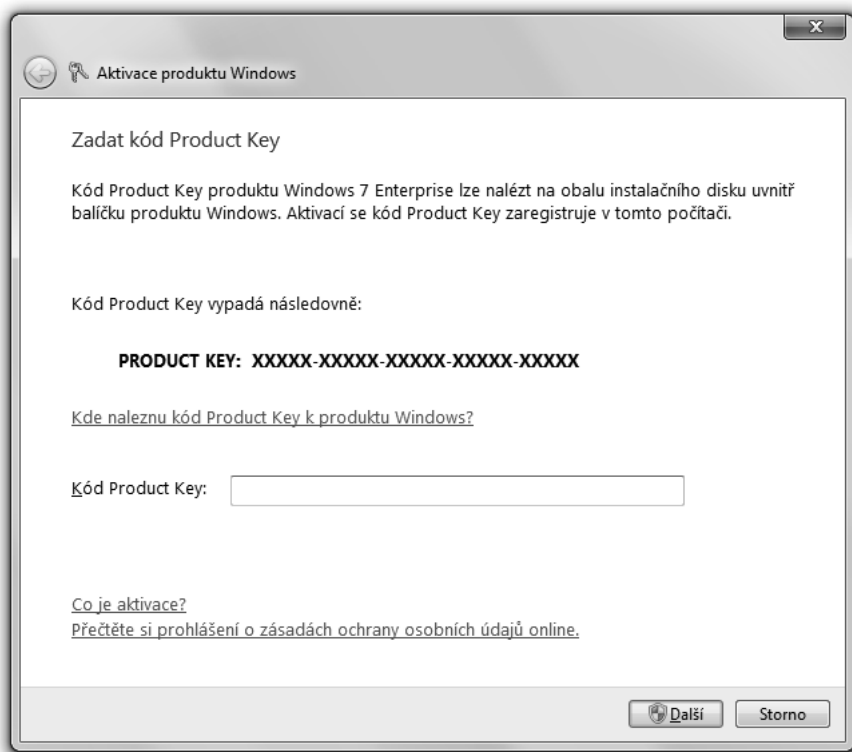 x
Aktivace produktu Windows
Zadat kód Product Key
Kód Product Key produktu Windows 7 Enterprise lze nalézt na obalu instalačního disku uvnitř
balíčku produktu Windows. Aktivací se kód Product Key zaregistruje v tomto počítači.
Kód Product Key vypadá následovně:
PRODUCT KEY: XXXXX-XXXXX-XXXXX-XXXXX-XXXXX
Kde naleznu kód Product Key k produktu Windows?
Kód Product Key:
Co je aktivace?
Přečtěte si prohlášení o zásadách ochrany osobních údajů online.
Další Storno